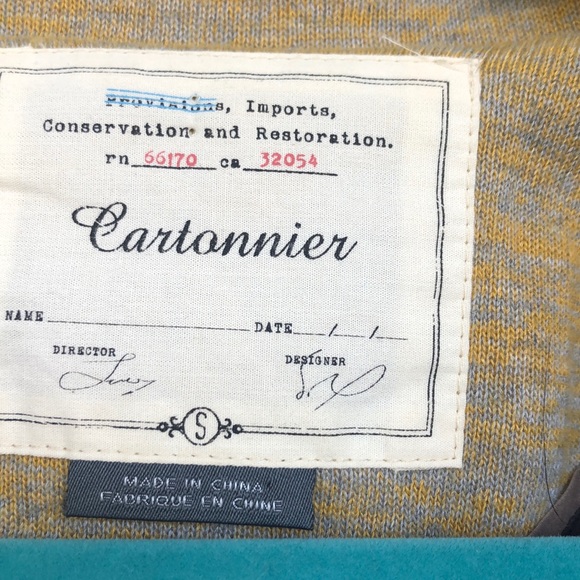 Provisions, Imports,
Conservation and Restoration.
rn 66170 ca 32054
Cartonnier
NAME DATE / /
DIRECTOR DESIGNER
S
MADE IN CHINA
FABRIQUÉ EN CHINE